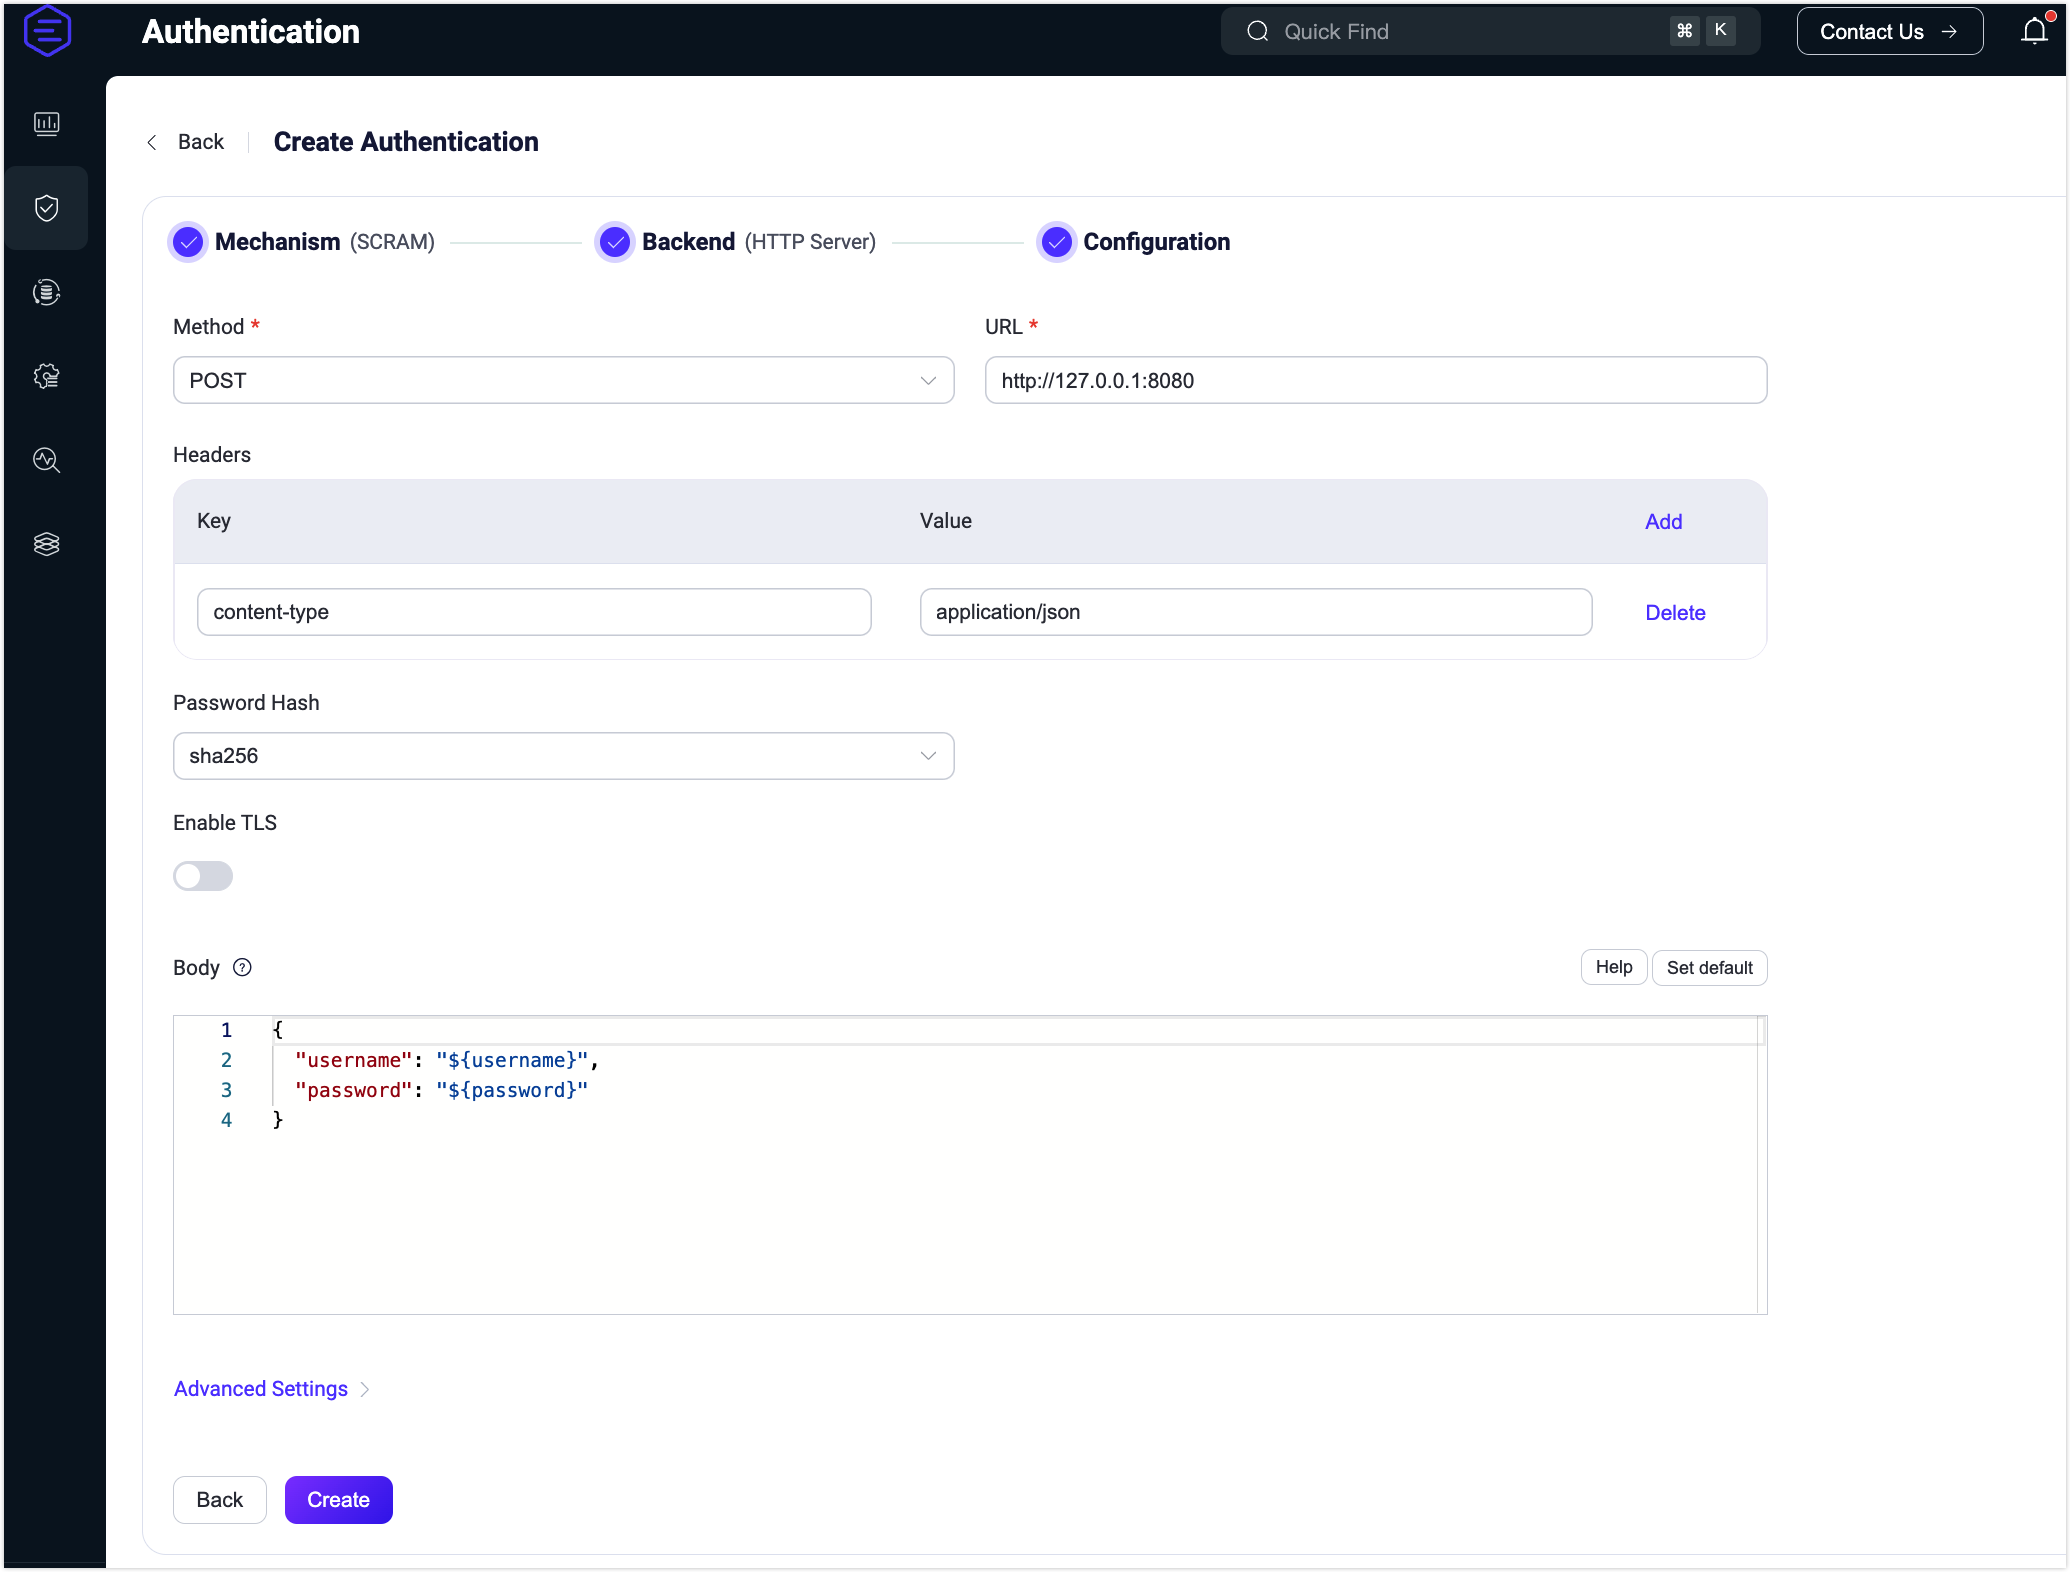 Authentication
Quick Find
⌘ K
Contact Us →
Back
Create Authentication
Mechanism (SCRAM)
Backend (HTTP Server)
Configuration
Method *
URL *
POST
http://127.0.0.1:8080
Headers
Key
Value
Add
content-type
application/json
Delete
Password Hash
sha256
Enable TLS
Body ?
Help
Set default
1 {
2 "username": "${username}",
3 "password": "${password}"
4 }
Advanced Settings
Back
Create